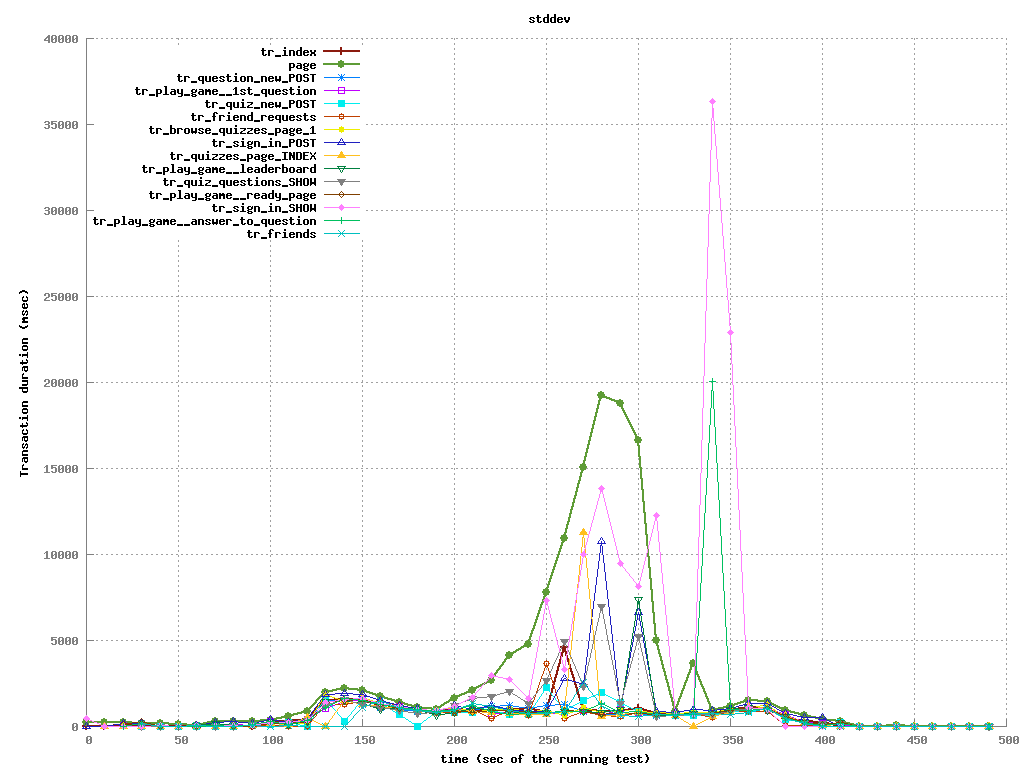 stddev
40000
35000
30000
25000
20000
15000
10000
5000
0
Transaction duration (msec)
tr_index
page
tr_question_new_POST
tr_play_game__1st_question
tr_quiz_new_POST
tr_friend_requests
tr_browse_quizzes_page_1
tr_sign_in_POST
tr_quizzes_page_INDEX
tr_play_game__leaderboard
tr_quiz_questions_SHOW
tr_play_game__ready_page
tr_sign_in_SHOW
tr_play_game__answer_to_question
tr_friends
0 50 100 150 200 250 300 350 400 450 500
time (sec of the running test)